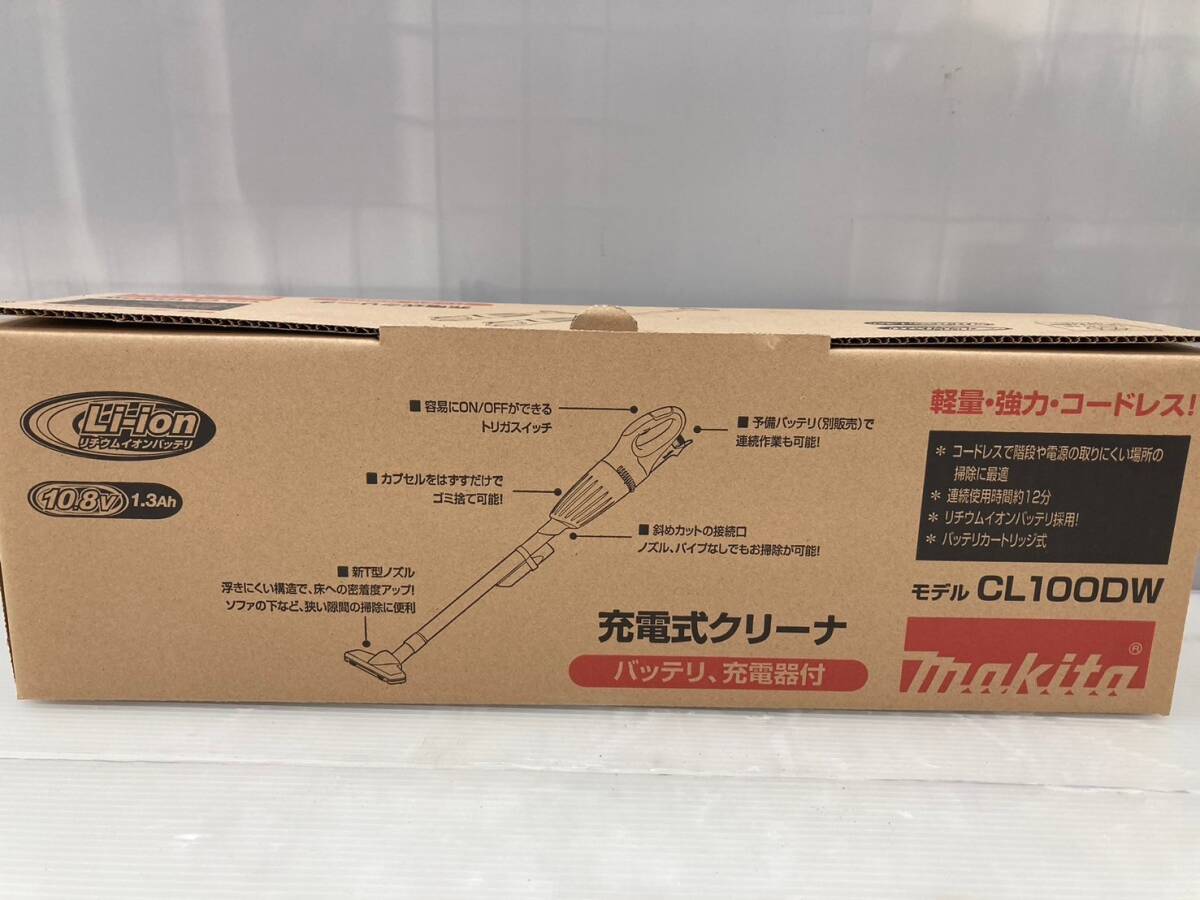 Li-ion
リチウムイオンバッテリ
10.8V 1.3Ah
■ 容易にON/OFFができる
トリガスイッチ
■ 予備バッテリ(別販売)で
連続作業も可能!
■ カプセルをはずすだけで
ゴミ捨て可能!
■ 斜めカットの接続口
ノズル、パイプなしでもお掃除が可能!
■ 新T型ノズル
浮きにくい構造で、床への密着度アップ!
ソファの下など、狭い隙間の掃除に便利
充電式クリーナ
バッテリ、充電器付
軽量・強力・コードレス!
* コードレスで階段や電源の取りにくい場所の
掃除に最適
* 連続使用時間約12分
* リチウムイオンバッテリ採用!
* バッテリカートリッジ式
モデル CL100DW
makita®